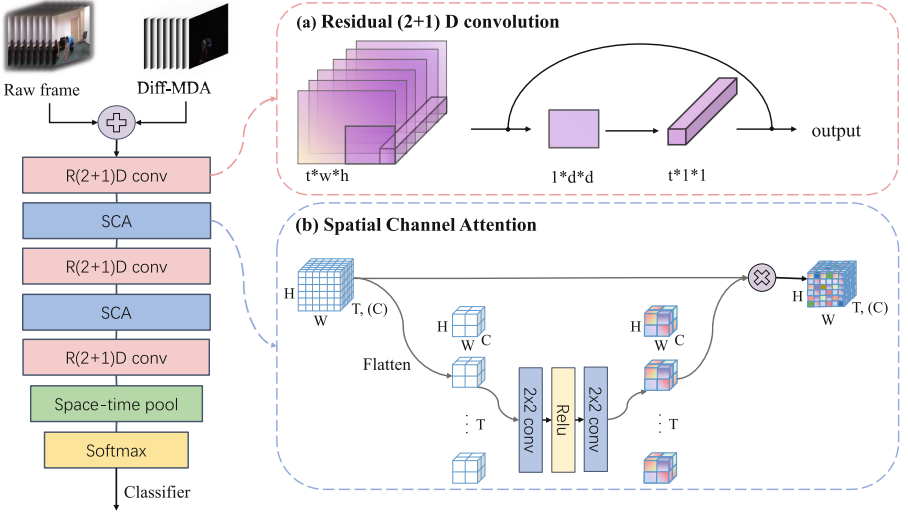 Raw frame
Diff-MDA
R(2+1)D conv
SCA
R(2+1)D conv
SCA
R(2+1)D conv
Space-time pool
Softmax
Classifier
(a) Residual (2+1) D convolution
t*w*h
1*d*d
t*1*1
output
(b) Spatial Channel Attention
H
W
T, (C)
Flatten
H
W
C
⋮ T
2x2 conv
Relu
2x2 conv
H
W
C
⋮ T
H
W
T, (C)